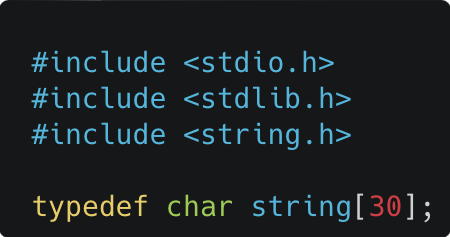 #include <stdio.h>
#include <stdlib.h>
#include <string.h>
typedef char string[30];